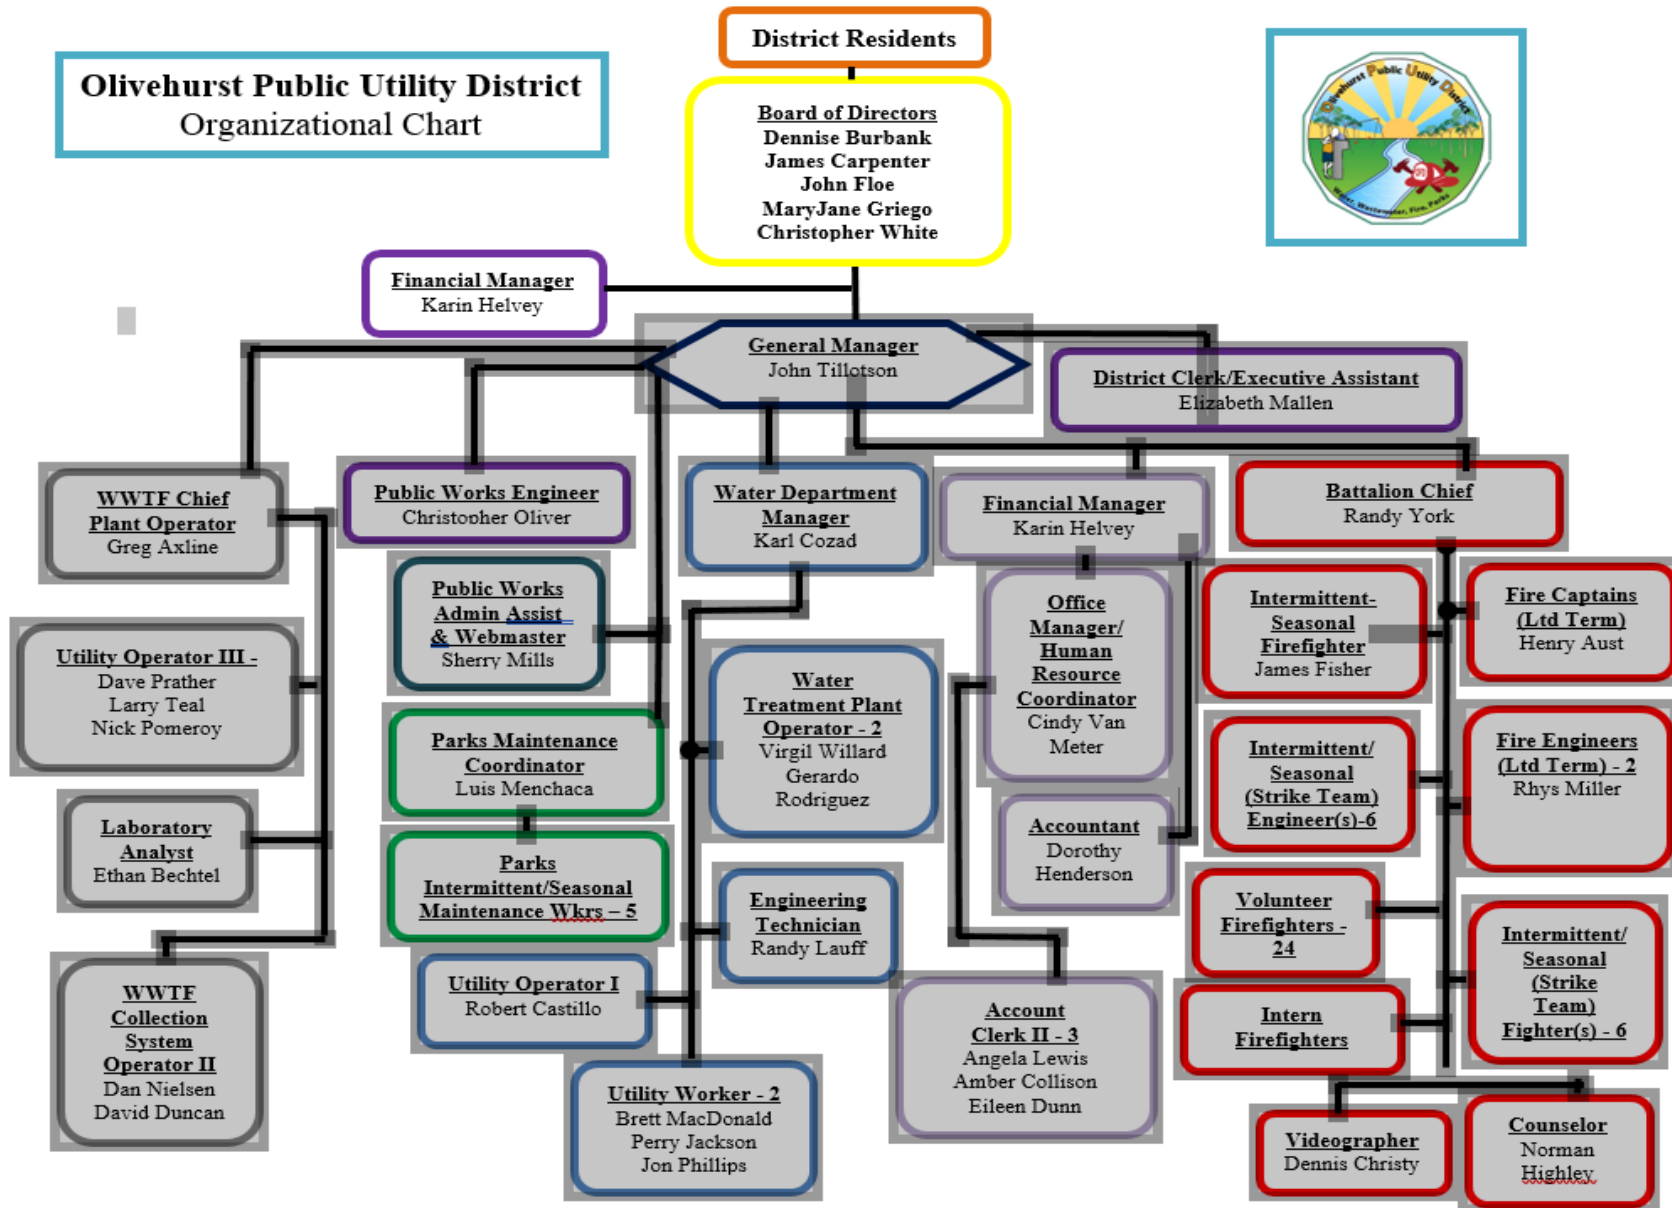 Olivehurst Public Utility District
Organizational Chart
District Residents
Board of Directors
Dennise Burbank
James Carpenter
John Floe
MaryJane Griego
Christopher White
Olivehurst Public Utility District
Water, Wastewater, Fire, Parks
Financial Manager
Karin Helvey
General Manager
John Tillotson
District Clerk/Executive Assistant
Elizabeth Mallen
WWTF Chief
Plant Operator
Greg Axline
Utility Operator III -
Dave Prather
Larry Teal
Nick Pomeroy
Laboratory
Analyst
Ethan Bechtel
WWTF
Collection
System
Operator II
Dan Nielsen
David Duncan
Public Works Engineer
Christopher Oliver
Public Works
Admin Assist
& Webmaster
Sherry Mills
Parks Maintenance
Coordinator
Luis Menchaca
Parks
Intermittent/Seasonal
Maintenance Wkrs – 5
Water Department
Manager
Karl Cozad
Water
Treatment Plant
Operator - 2
Virgil Willard
Gerardo
Rodriguez
Engineering
Technician
Randy Lauff
Utility Operator I
Robert Castillo
Utility Worker - 2
Brett MacDonald
Perry Jackson
Jon Phillips
Financial Manager
Karin Helvey
Office
Manager/
Human
Resource
Coordinator
Cindy Van
Meter
Accountant
Dorothy
Henderson
Account
Clerk II - 3
Angela Lewis
Amber Collison
Eileen Dunn
Battalion Chief
Randy York
Intermittent-
Seasonal
Firefighter
James Fisher
Fire Captains
(Ltd Term)
Henry Aust
Intermittent/
Seasonal
(Strike Team)
Engineer(s)-6
Fire Engineers
(Ltd Term) - 2
Rhys Miller
Volunteer
Firefighters -
24
Intermittent/
Seasonal
(Strike
Team)
Fighter(s) - 6
Intern
Firefighters
Videographer
Dennis Christy
Counselor
Norman
Highley